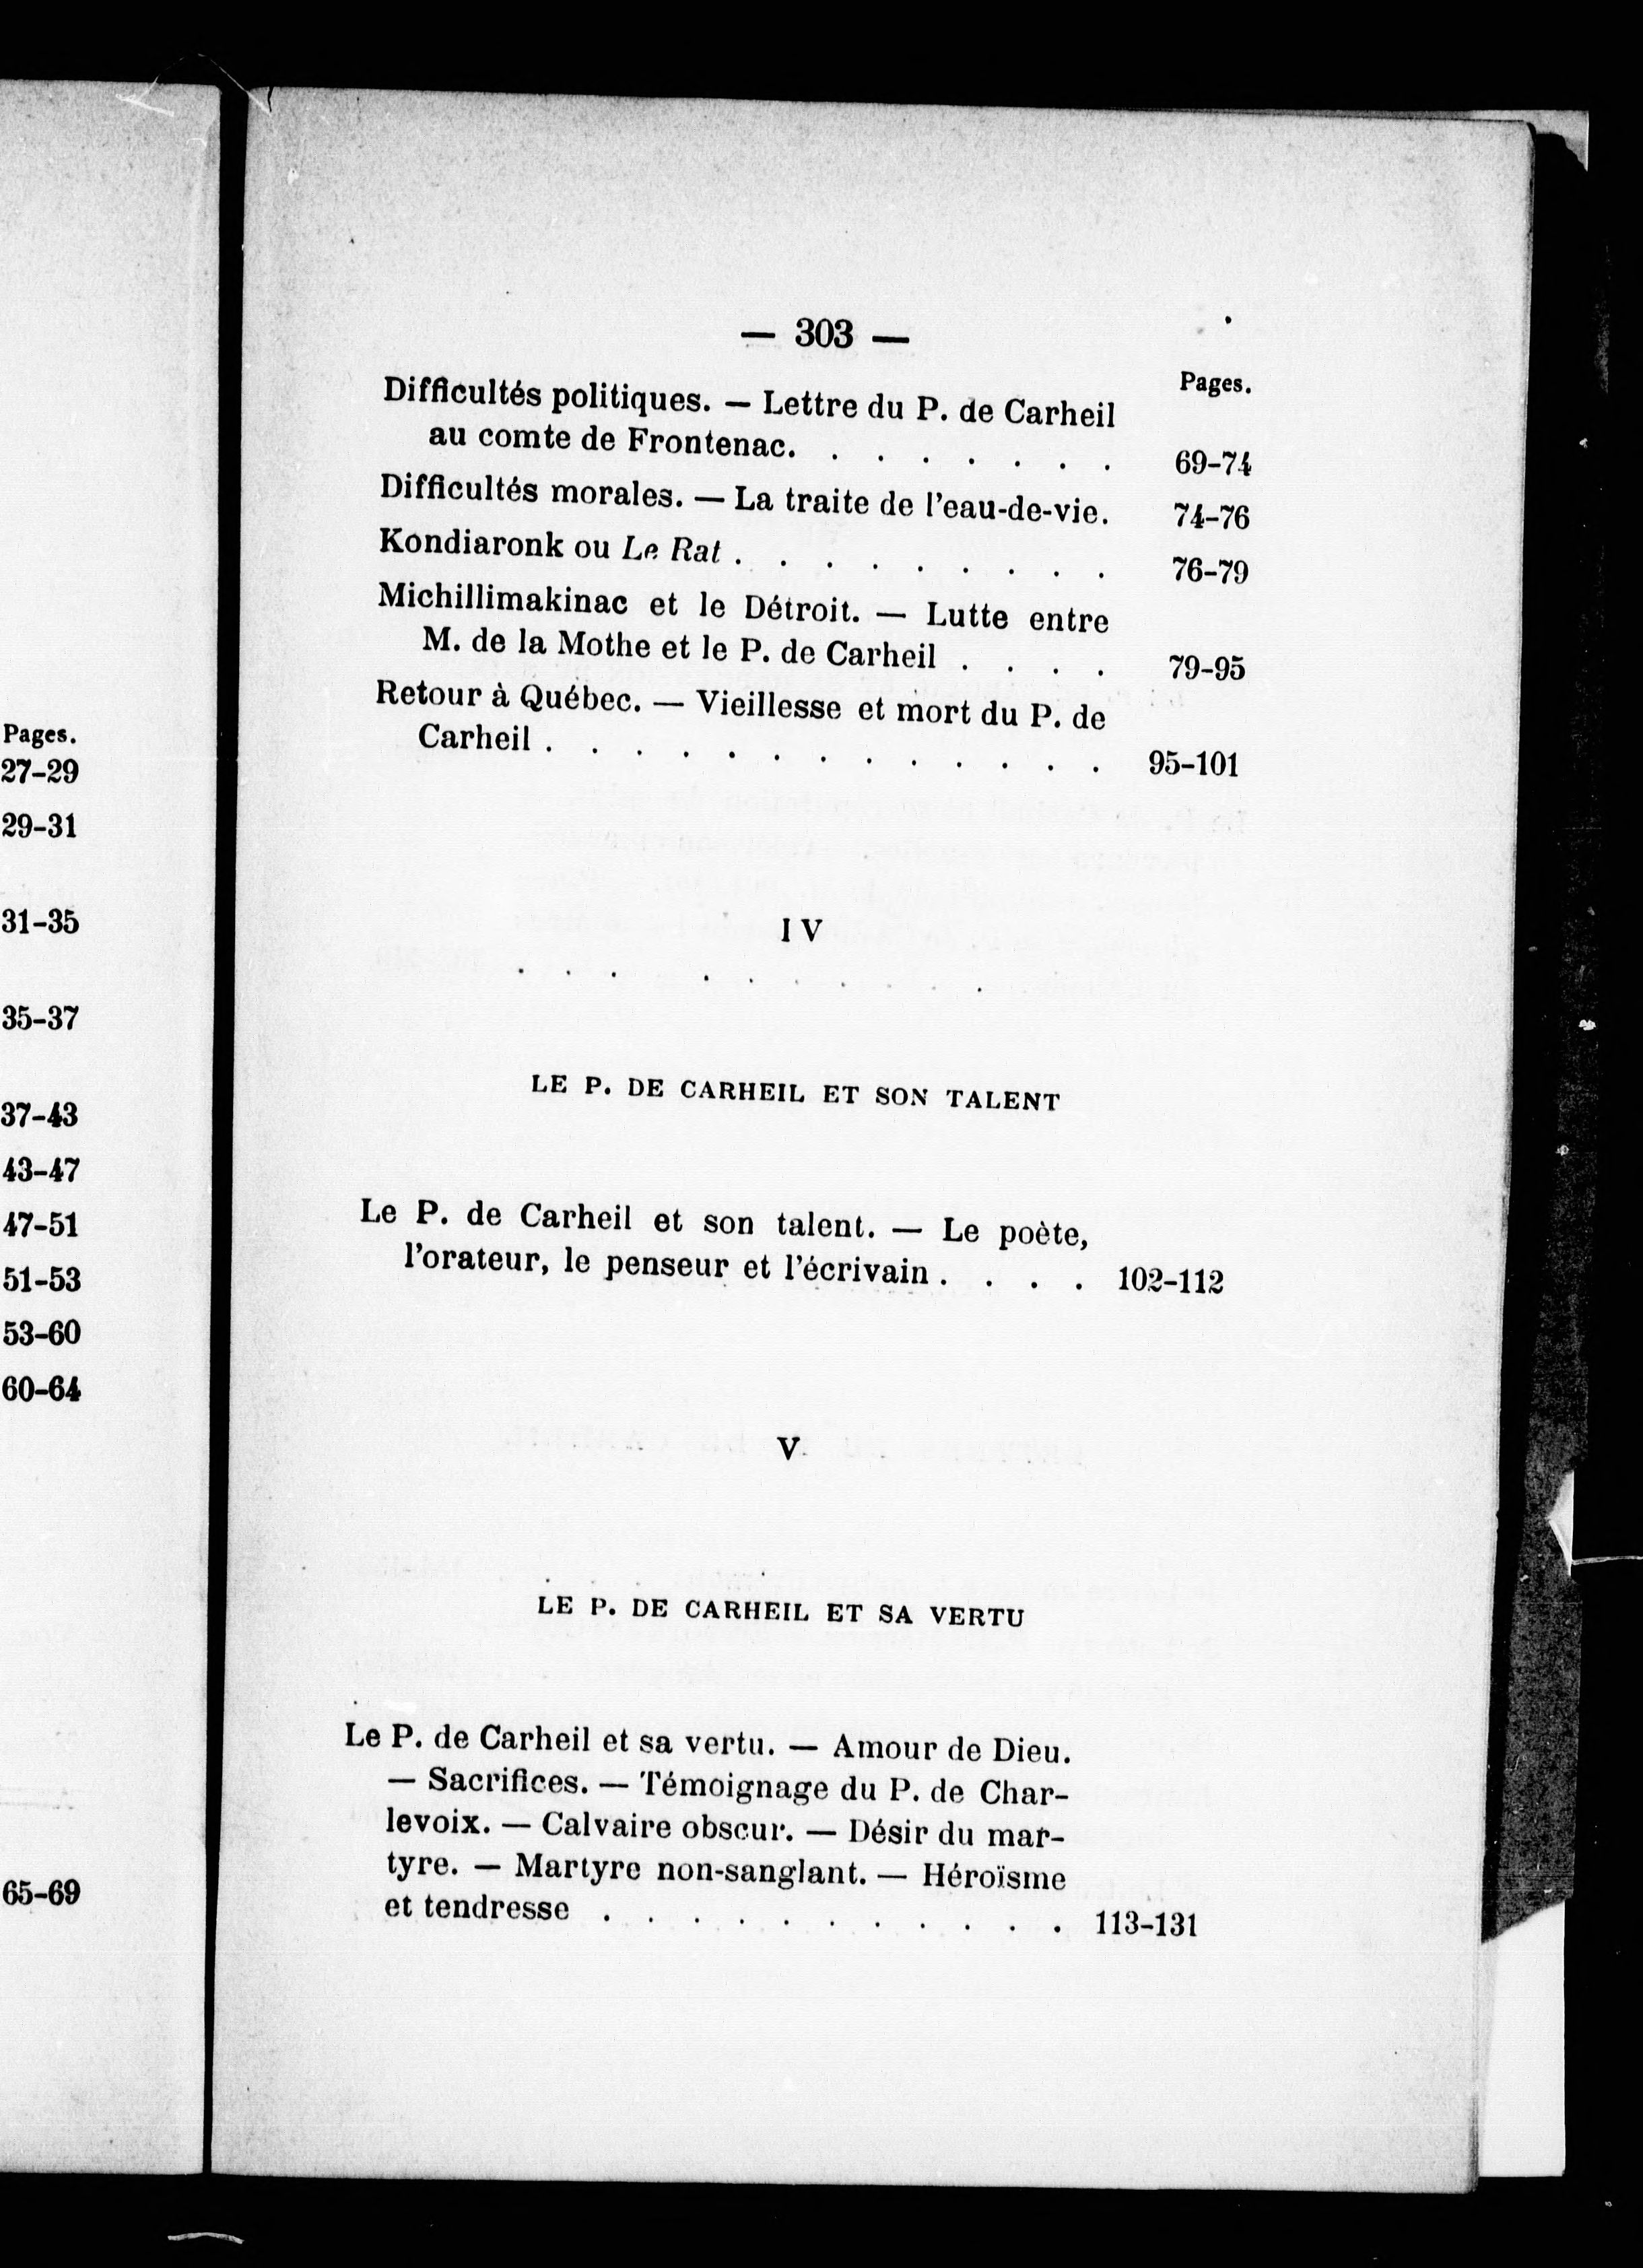 Pages.
27-29
29-31
31-35
35-37
37-43
43-47
47-51
51-53
53-60
60-64
65-69
— 303 —
Pages.
Difficultés politiques. — Lettre du P. de Carheil
au comte de Frontenac. . . . . . . . 69-74
Difficultés morales. — La traite de l'eau-de-vie. 74-76
Kondiaronk ou Le Rat . . . . . . . . . 76-79
Michillimakinac et le Détroit. — Lutte entre
M. de la Mothe et le P. de Carheil . . . . 79-95
Retour à Québec. — Vieillesse et mort du P. de
Carheil . . . . . . . . . . . . . 95-101
IV
LE P. DE CARHEIL ET SON TALENT
Le P. de Carheil et son talent. — Le poète,
l'orateur, le penseur et l'écrivain . . . . 102-112
V
LE P. DE CARHEIL ET SA VERTU
Le P. de Carheil et sa vertu. — Amour de Dieu.
— Sacrifices. — Témoignage du P. de Char-
levoix. — Calvaire obscur. — Désir du mar-
tyre. — Martyre non-sanglant. — Héroïsme
et tendresse . . . . . . . . . . . 113-131